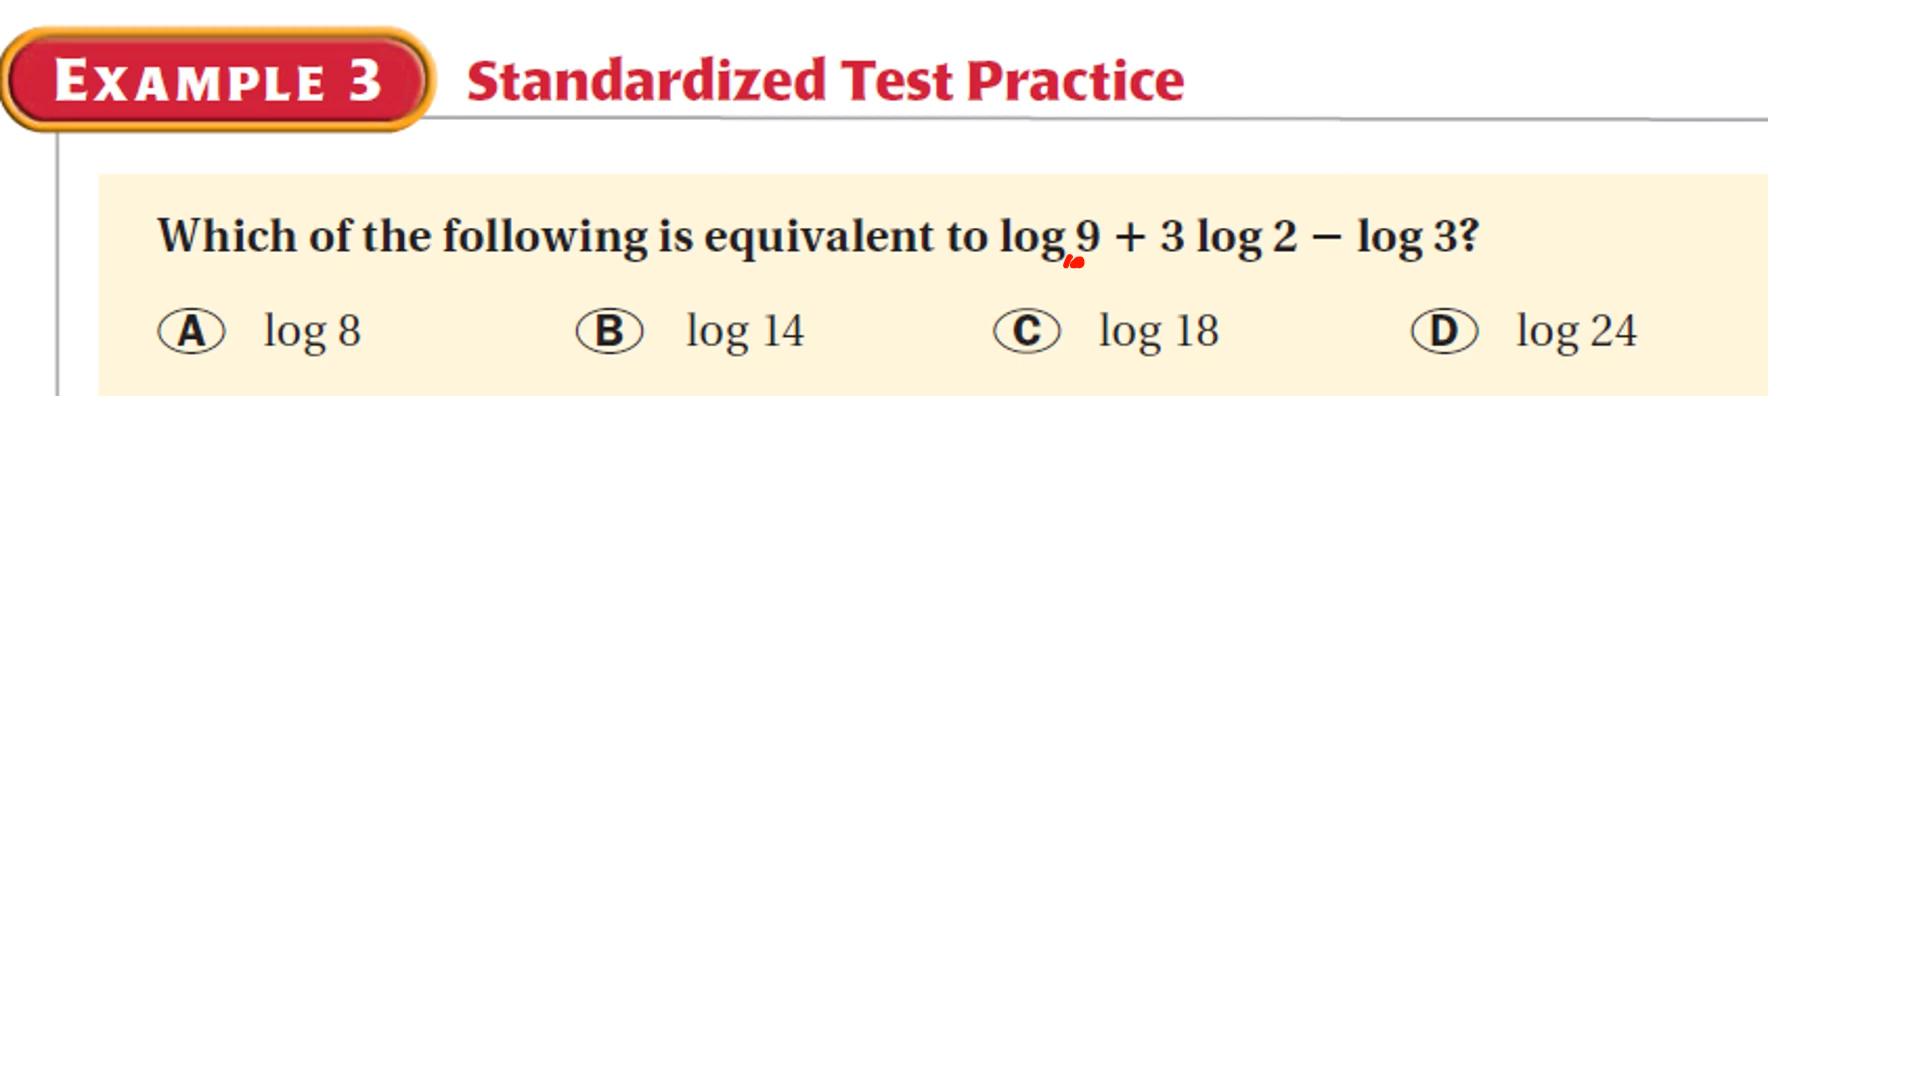 EXAMPLE 3 Standardized Test Practice
Which of the following is equivalent to log 9 + 3 log 2 − log 3?
A log 8 B log 14 C log 18 D log 24